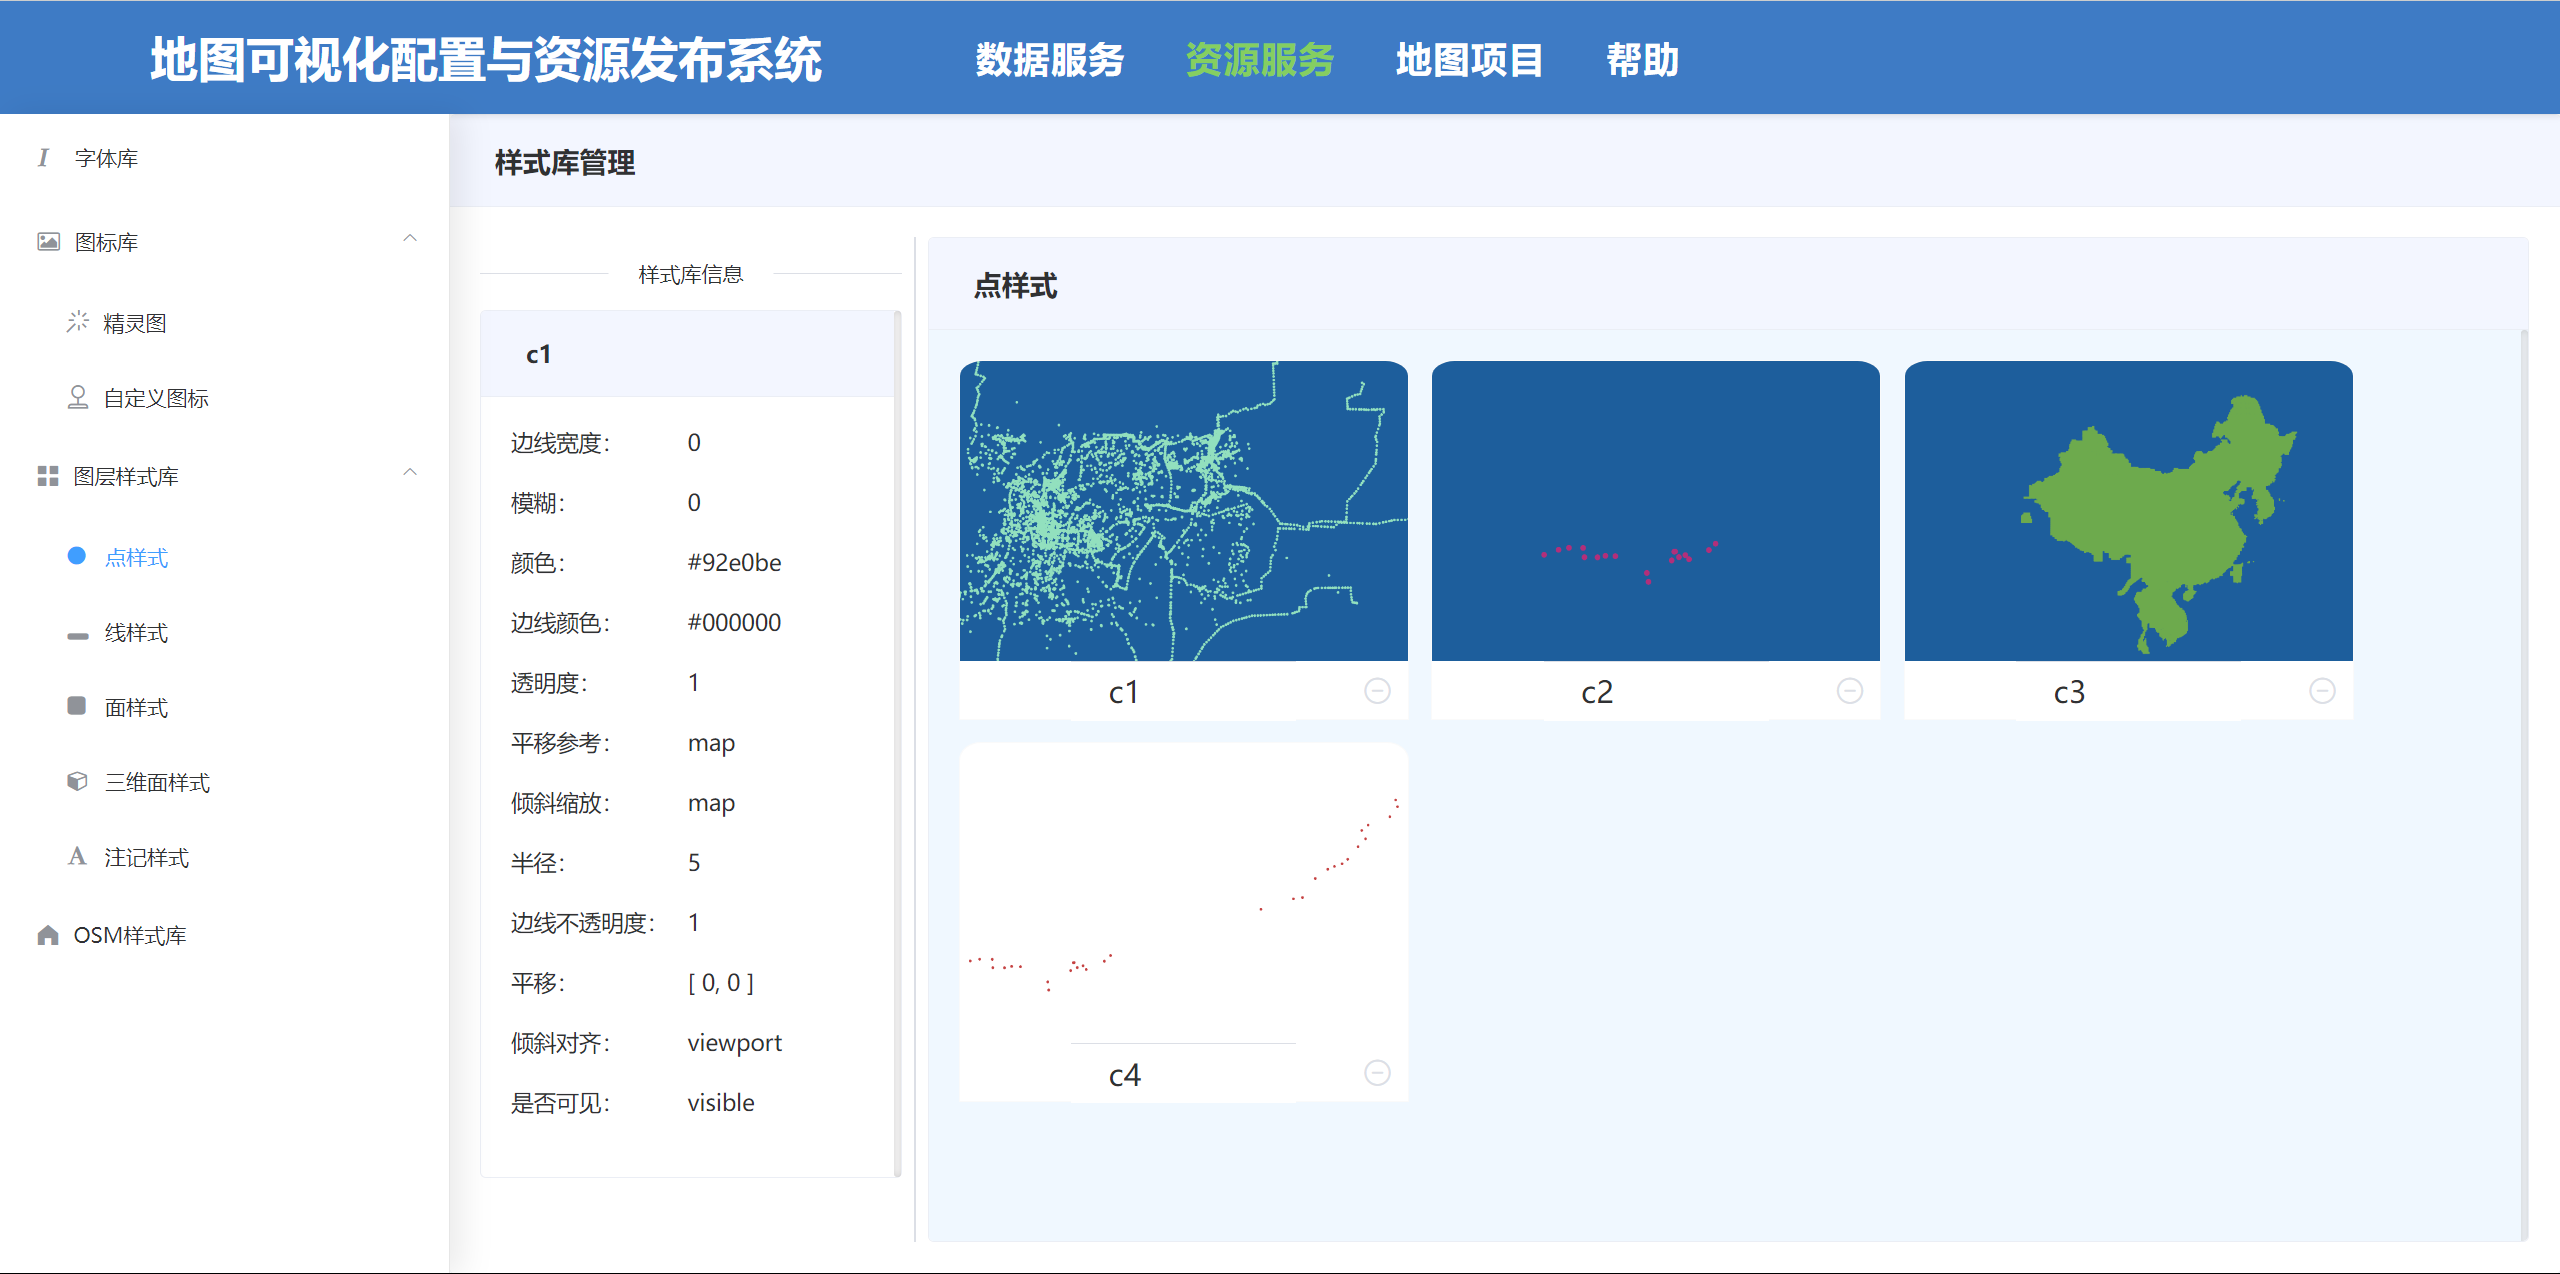 地图可视化配置与资源发布系统
数据服务 资源服务 地图项目 帮助
字体库
图标库
精灵图
自定义图标
图层样式库
点样式
线样式
面样式
三维面样式
注记样式
OSM样式库
样式库管理
样式库信息
c1
边线宽度： 0
模糊： 0
颜色： #92e0be
边线颜色： #000000
透明度： 1
平移参考： map
倾斜缩放： map
半径： 5
边线不透明度： 1
平移： [ 0, 0 ]
倾斜对齐： viewport
是否可见： visible
点样式
c1
c2
c3
c4